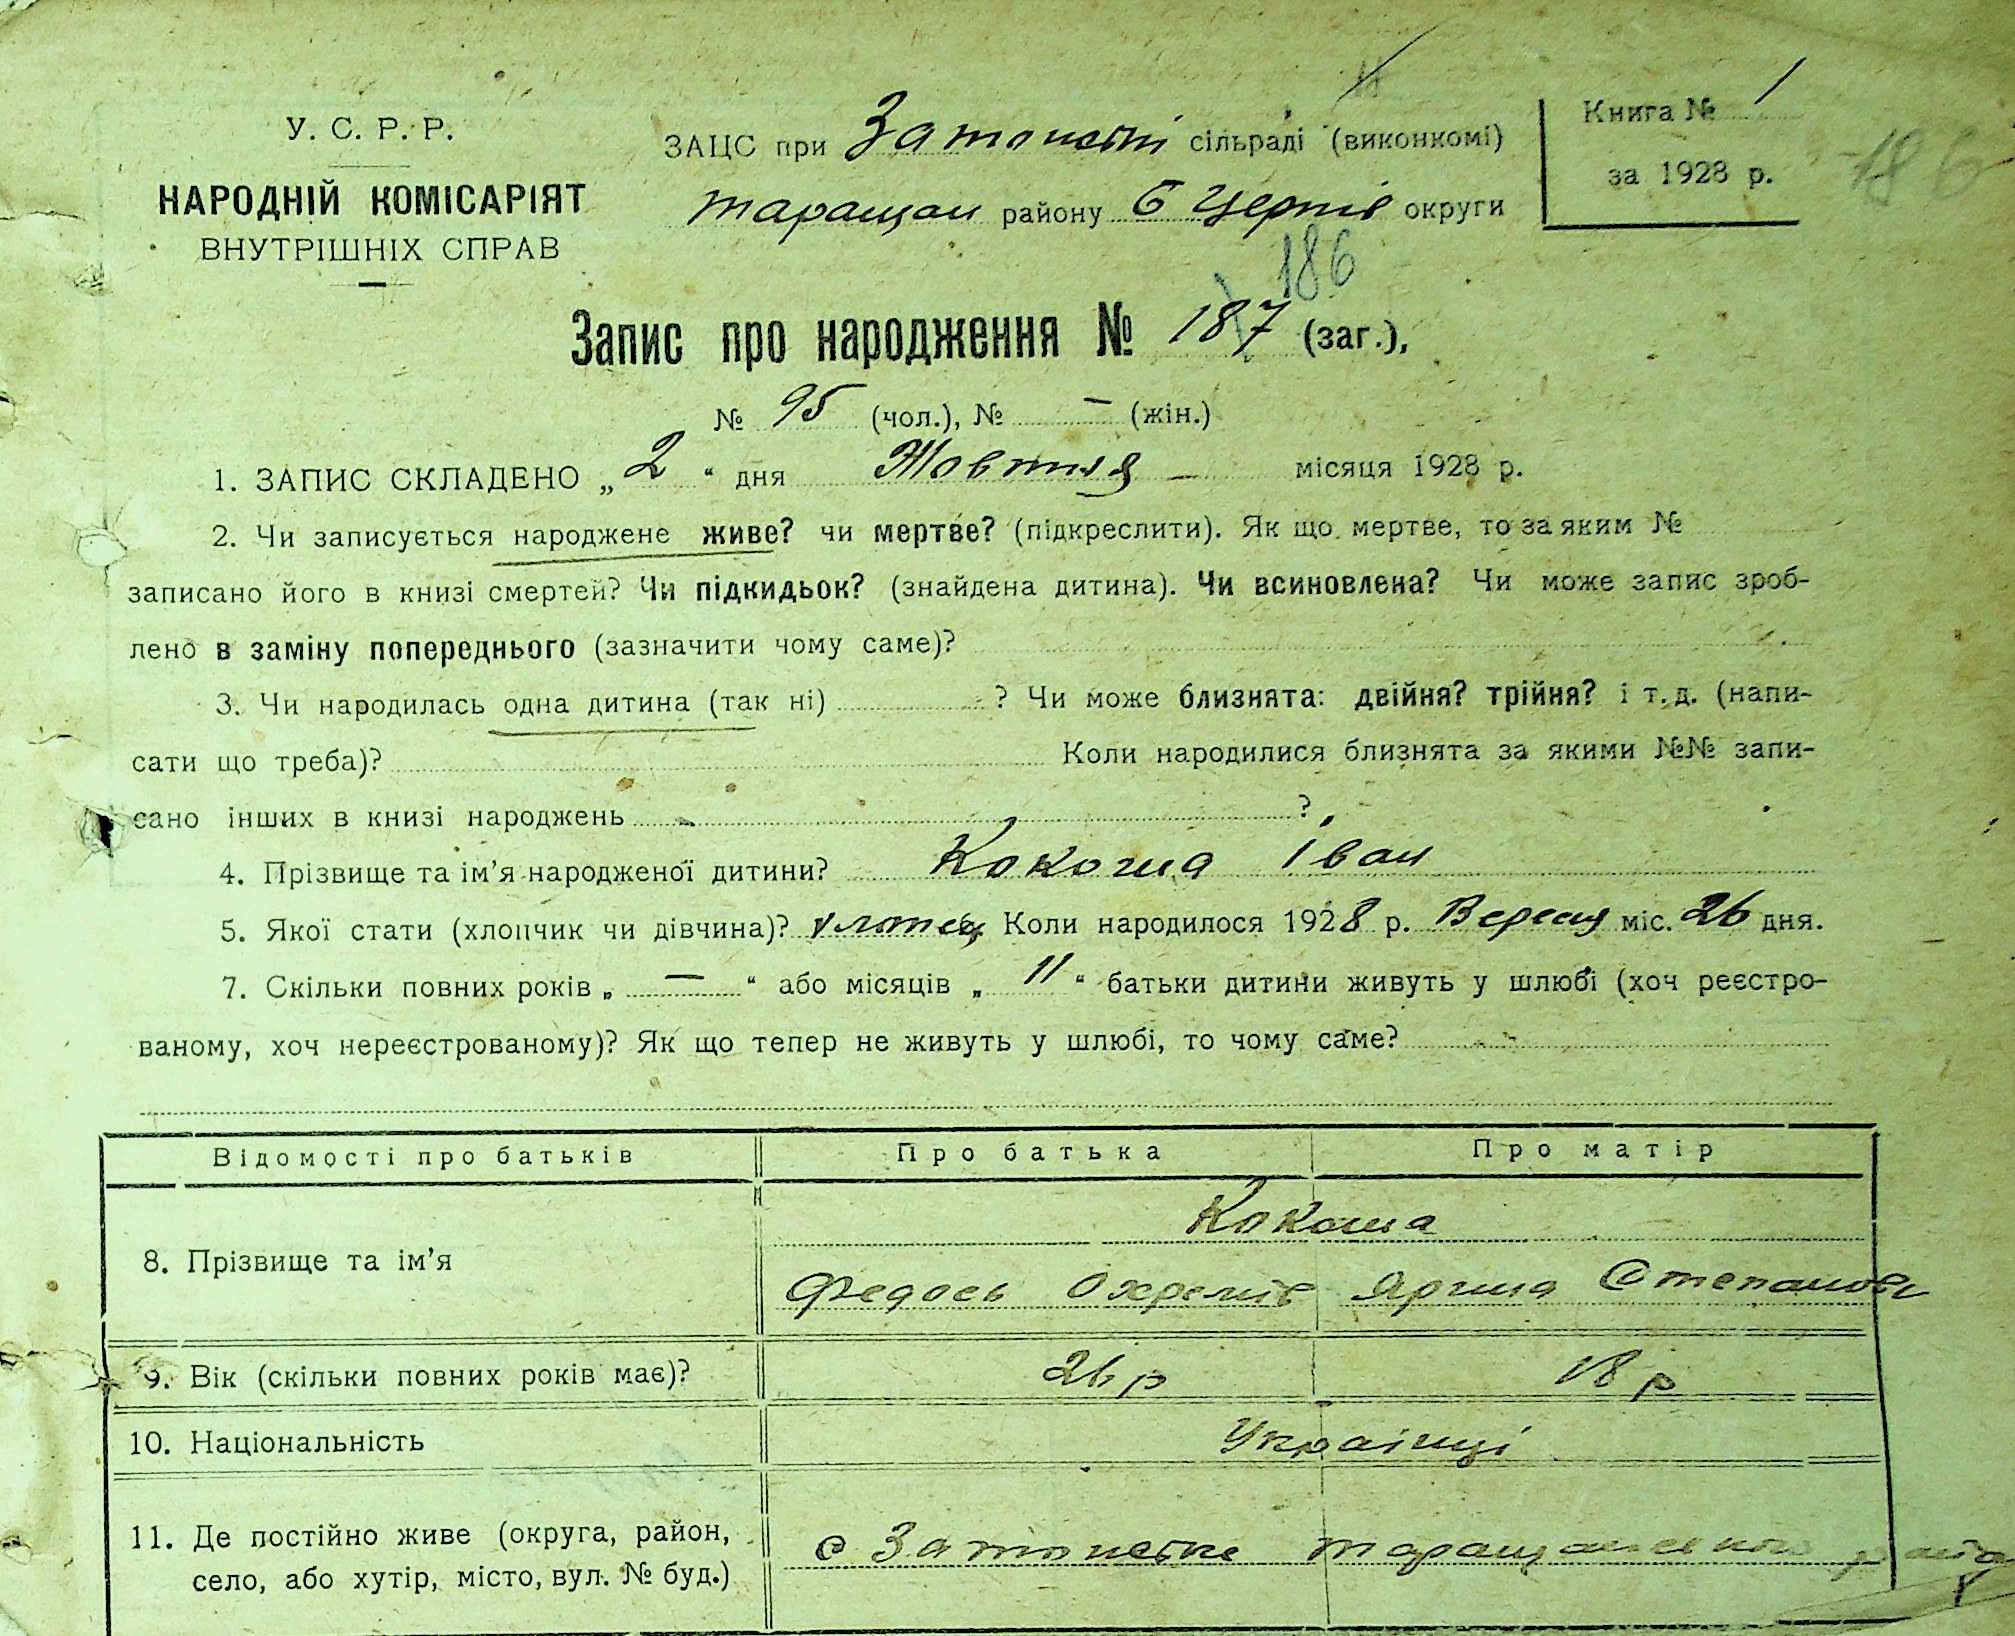 У. С. Р. Р.
НАРОДНІЙ КОМІСАРІЯТ
ВНУТРІШНІХ СПРАВ
ЗАЦС при Затонскій сільраді (виконкомі)
Таращан району Б Церків округи
Книга № 1
за 1928 р.
186
186
Запис про народження № 187 (заг.),
№ 95 (чол.), № – (жін.)
1. ЗАПИС СКЛАДЕНО „ 2 “ дня Жовтня – місяця 1928 р.
2. Чи записується народжене живе? чи мертве? (підкреслити). Як що мертве, то за яким №
записано його в книзі смертей? Чи підкидьок? (знайдена дитина). Чи всиновлена? Чи може запис зроб-
лено в заміну попереднього (зазначити чому саме)?
3. Чи народилась одна дитина (так ні) ? Чи може близнята: двійня? трійня? і т. д. (напи-
сати що треба)? Коли народилися близнята за якими №№ запи-
сано інших в книзі народжень ?
4. Прізвище та ім’я народженої дитини? Кокоша Іван
5. Якої стати (хлопчик чи дівчина)? Коли народилося 1928 р. Вересня міс. 26 дня.
7. Скільки повних років „ – “ або місяців „ 11 “ батьки дитини живуть у шлюбі (хоч реєстро-
ваному, хоч нереєстрованому)? Як що тепер не живуть у шлюбі, то чому саме?
Відомості про батьків Про батька Про матір
8. Прізвище та ім’я
Кокоша
Федось Охремів Ярина Степанов
9. Вік (скільки повних років має)? 26 р 18 р
10. Національність Українці
11. Де постійно живе (округа, район,
село, або хутір, місто, вул. № буд.)
с Затонське Таращанського